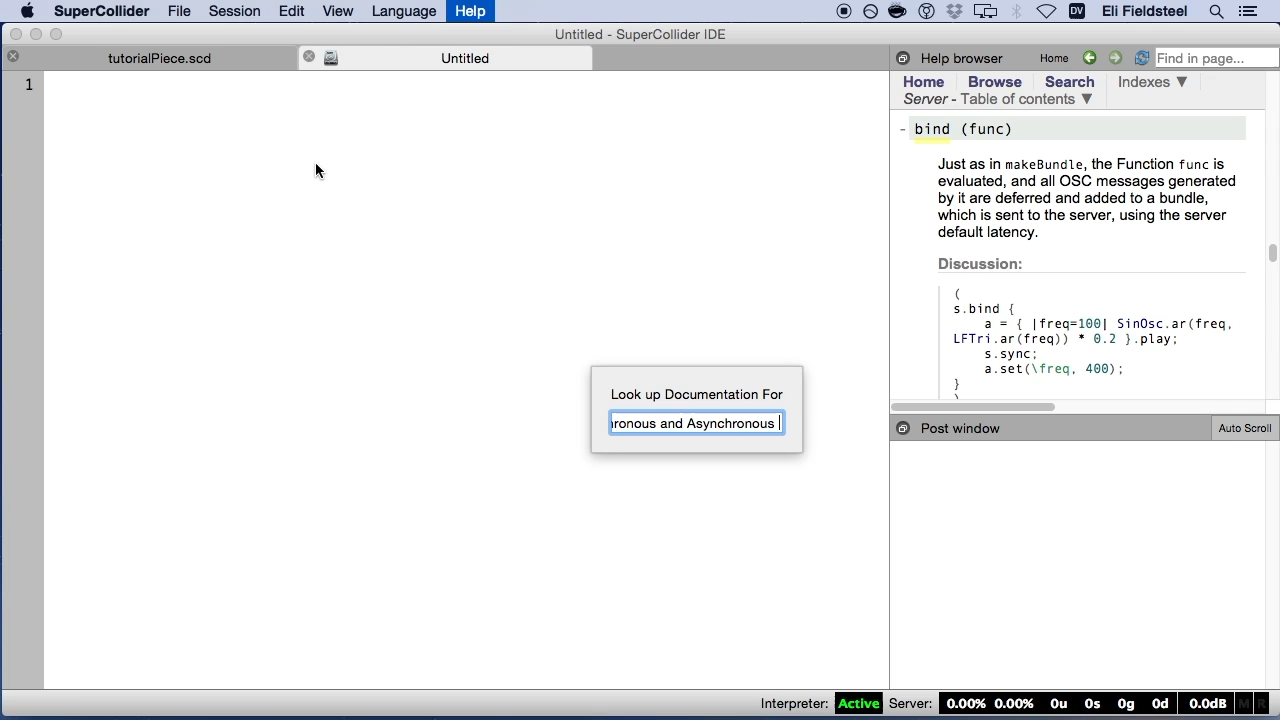 SuperCollider File Session Edit View Language Help Eli Fieldsteel
Untitled - SuperCollider IDE
tutorialPiece.scd Untitled Help browser Home Find in page...
Home Browse Search Indexes ▼
Server - Table of contents ▼
1
- bind (func)
Just as in makeBundle, the Function func is
evaluated, and all OSC messages generated
by it are deferred and added to a bundle,
which is sent to the server, using the server
default latency.
Discussion:
(
s.bind {
a = { |freq=100| SinOsc.ar(freq,
LFTri.ar(freq)) * 0.2 }.play;
s.sync;
a.set(\freq, 400);
}
Look up Documentation For
ronous and Asynchronous
Post window Auto Scroll
Interpreter: Active Server: 0.00% 0.00% 0u 0s 0g 0d 0.0dB M R